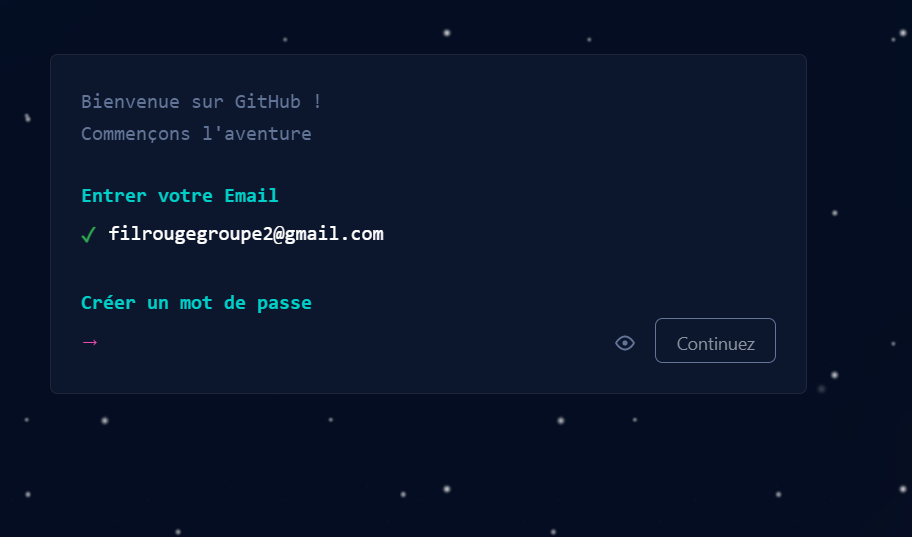 Bienvenue sur GitHub !
Commençons l'aventure
Entrer votre Email
✓ filrougegroupe2@gmail.com
Créer un mot de passe
→
Continuez